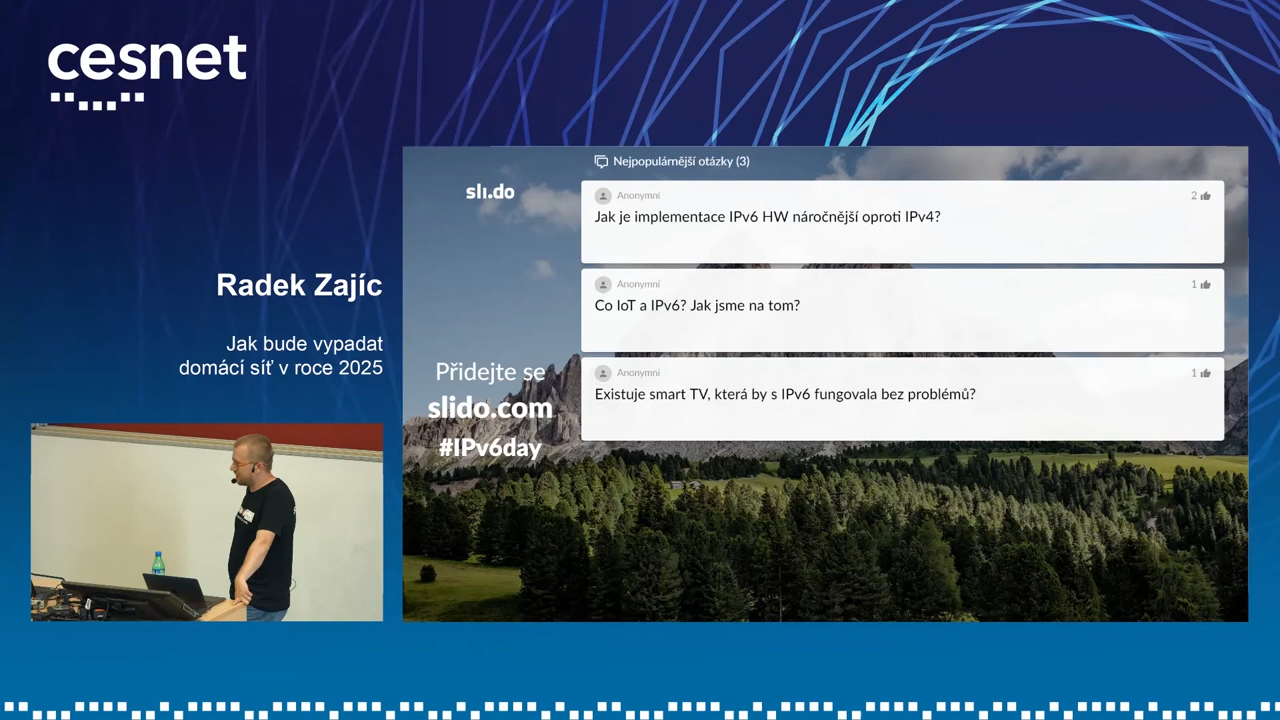 cesnet
Radek Zajíc
Jak bude vypadat
domácí síť v roce 2025
sli.do
Přidejte se
slido.com
#IPv6day
Nejpopulárnější otázky (3)
Anonymní
2
Jak je implementace IPv6 HW náročnější oproti IPv4?
Anonymní
1
Co IoT a IPv6? Jak jsme na tom?
Anonymní
1
Existuje smart TV, která by s IPv6 fungovala bez problémů?